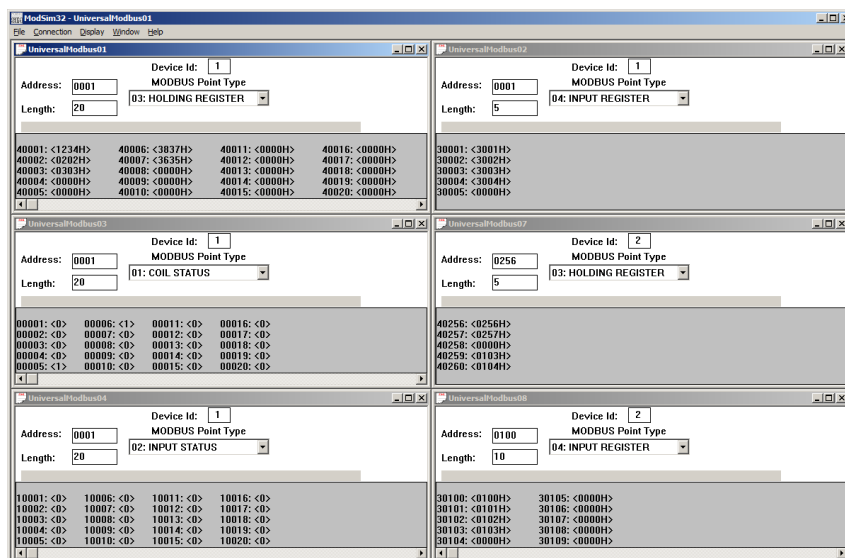 ModSim32 - UniversalModbus01
File Connection Display Window Help
UniversalModbus01
Device Id: 1
Address: 0001
MODBUS Point Type
03: HOLDING REGISTER
Length: 20
40001: <1234H> 40006: <3837H> 40011: <0000H> 40016: <0000H>
40002: <0202H> 40007: <3635H> 40012: <0000H> 40017: <0000H>
40003: <0303H> 40008: <0000H> 40013: <0000H> 40018: <0000H>
40004: <0000H> 40009: <0000H> 40014: <0000H> 40019: <0000H>
40005: <0000H> 40010: <0000H> 40015: <0000H> 40020: <0000H>
UniversalModbus02
Device Id: 1
Address: 0001
MODBUS Point Type
04: INPUT REGISTER
Length: 5
30001: <3001H>
30002: <3002H>
30003: <3003H>
30004: <3004H>
30005: <0000H>
UniversalModbus03
Device Id: 1
Address: 0001
MODBUS Point Type
01: COIL STATUS
Length: 20
00001: <0> 00006: <1> 00011: <0> 00016: <0>
00002: <0> 00007: <0> 00012: <0> 00017: <0>
00003: <0> 00008: <0> 00013: <0> 00018: <0>
00004: <0> 00009: <0> 00014: <0> 00019: <0>
00005: <1> 00010: <0> 00015: <0> 00020: <0>
UniversalModbus07
Device Id: 2
Address: 0256
MODBUS Point Type
03: HOLDING REGISTER
Length: 5
40256: <0256H>
40257: <0257H>
40258: <0000H>
40259: <0103H>
40260: <0104H>
UniversalModbus04
Device Id: 1
Address: 0001
MODBUS Point Type
02: INPUT STATUS
Length: 20
10001: <0> 10006: <0> 10011: <0> 10016: <0>
10002: <0> 10007: <0> 10012: <0> 10017: <0>
10003: <0> 10008: <0> 10013: <0> 10018: <0>
10004: <0> 10009: <0> 10014: <0> 10019: <0>
10005: <0> 10010: <0> 10015: <0> 10020: <0>
UniversalModbus08
Device Id: 2
Address: 0100
MODBUS Point Type
04: INPUT REGISTER
Length: 10
30100: <0100H> 30105: <0000H>
30101: <0101H> 30106: <0000H>
30102: <0102H> 30107: <0000H>
30103: <0103H> 30108: <0000H>
30104: <0000H> 30109: <0000H>